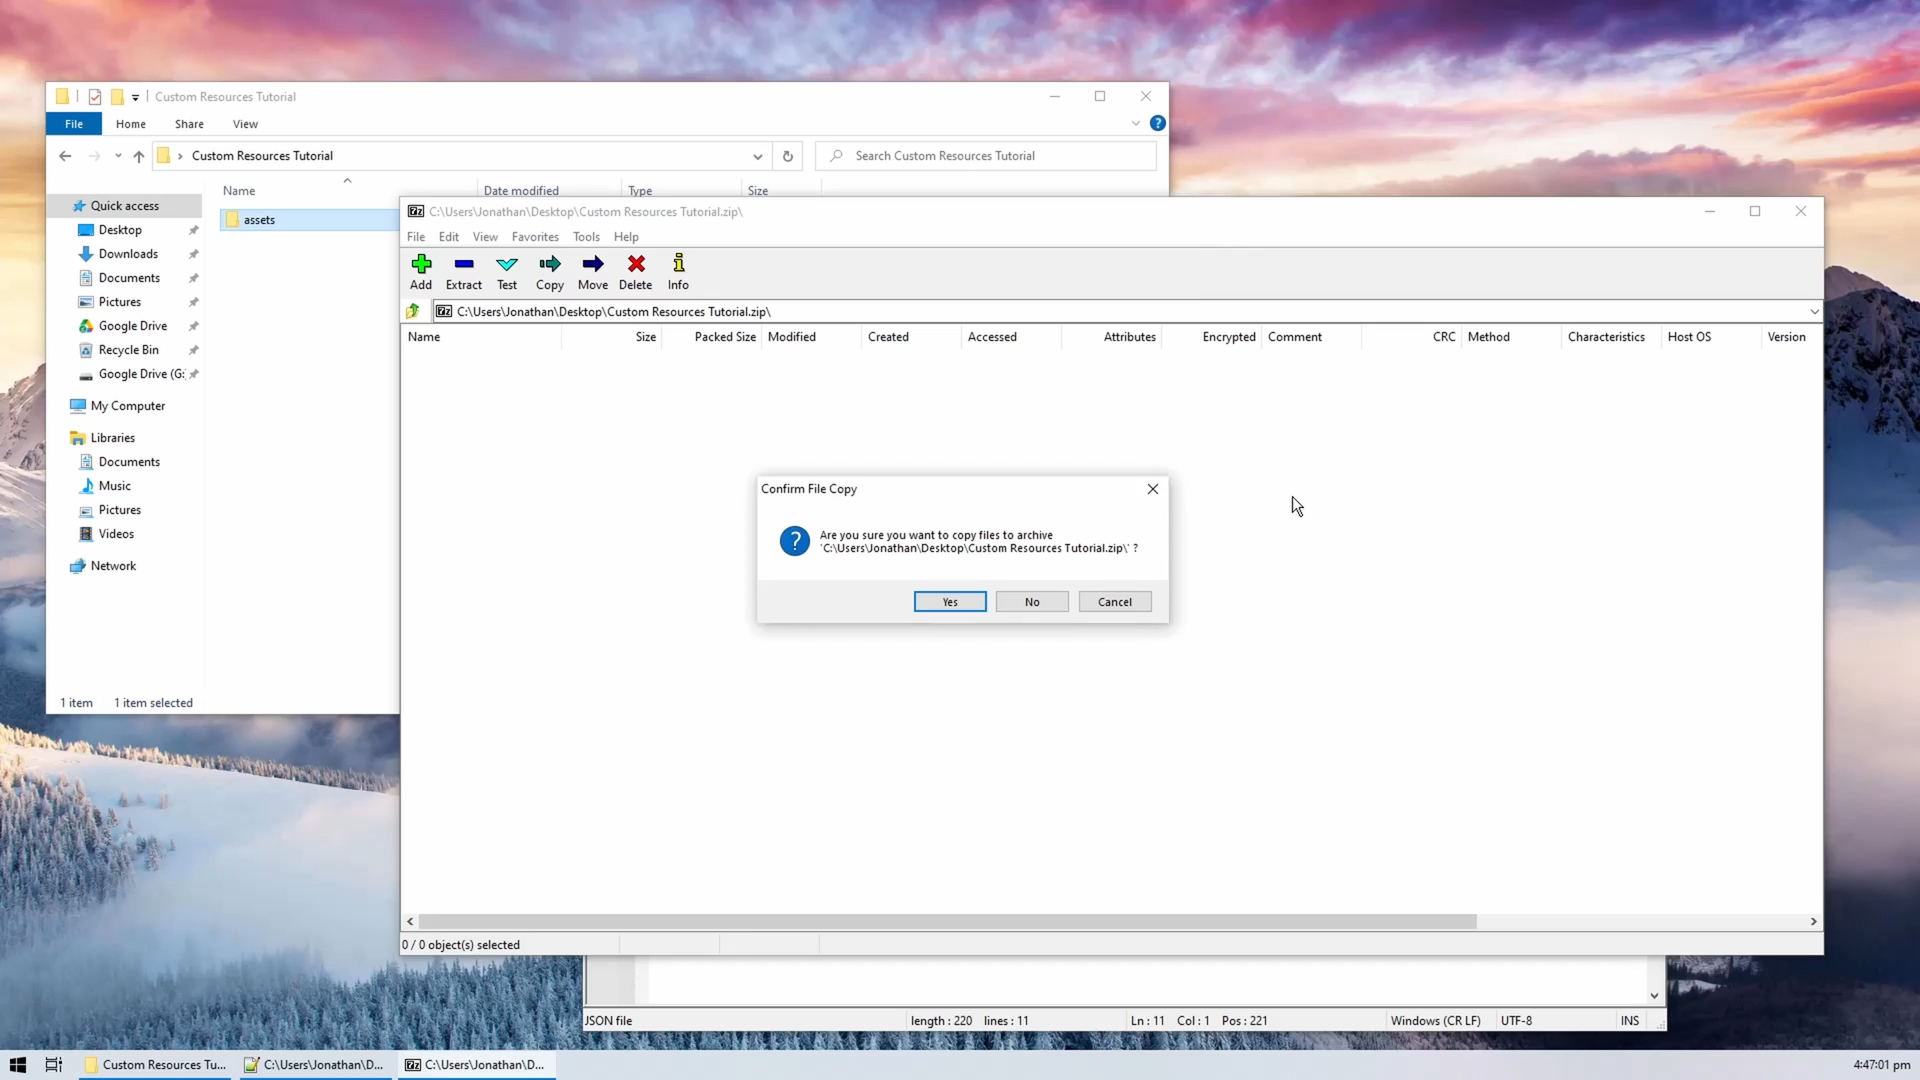 Custom Resources Tutorial
File Home Share View
Custom Resources Tutorial
Search Custom Resources Tutorial
Name Date modified Type Size
Quick access
Desktop
Downloads
Documents
Pictures
Google Drive
Recycle Bin
Google Drive (G:
My Computer
Libraries
Documents
Music
Pictures
Videos
Network
assets
1 item 1 item selected
C:\Users\Jonathan\Desktop\Custom Resources Tutorial.zip\
File Edit View Favorites Tools Help
Add Extract Test Copy Move Delete Info
C:\Users\Jonathan\Desktop\Custom Resources Tutorial.zip\
Name Size Packed Size Modified Created Accessed Attributes Encrypted Comment CRC Method Characteristics Host OS Version
Confirm File Copy
Are you sure you want to copy files to archive
'C:\Users\Jonathan\Desktop\Custom Resources Tutorial.zip\' ?
Yes No Cancel
0 / 0 object(s) selected
JSON file length : 220 lines : 11 Ln : 11 Col : 1 Pos : 221 Windows (CR LF) UTF-8 INS
Custom Resources Tu... C:\Users\Jonathan\D... C:\Users\Jonathan\D... 4:47:01 pm